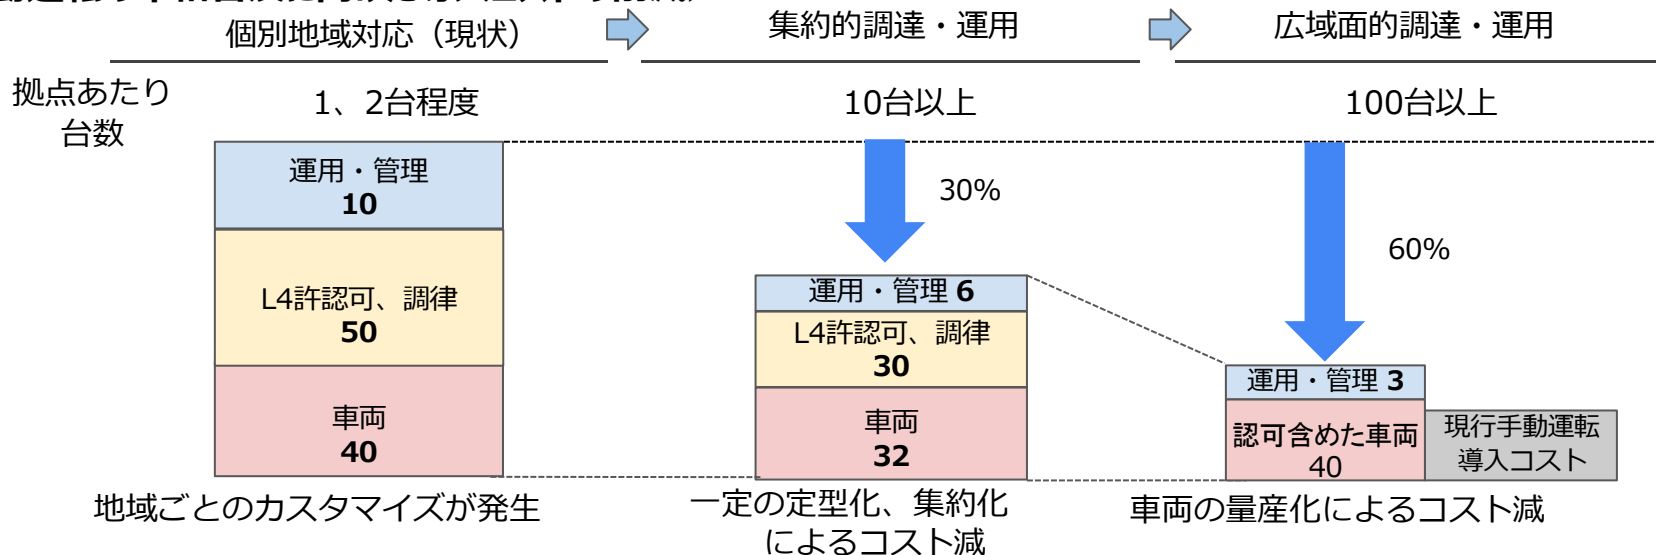 個別地域対応（現状）
集約的調達・運用
広域面的調達・運用
拠点あたり
台数
1、2台程度
10台以上
100台以上
運用・管理
10
L4許認可、調律
50
車両
40
30%
運用・管理 6
L4許認可、調律
30
車両
32
60%
運用・管理 3
認可含めた車両
40
現行手動運転
導入コスト
地域ごとのカスタマイズが発生
一定の定型化、集約化
によるコスト減
車両の量産化によるコスト減